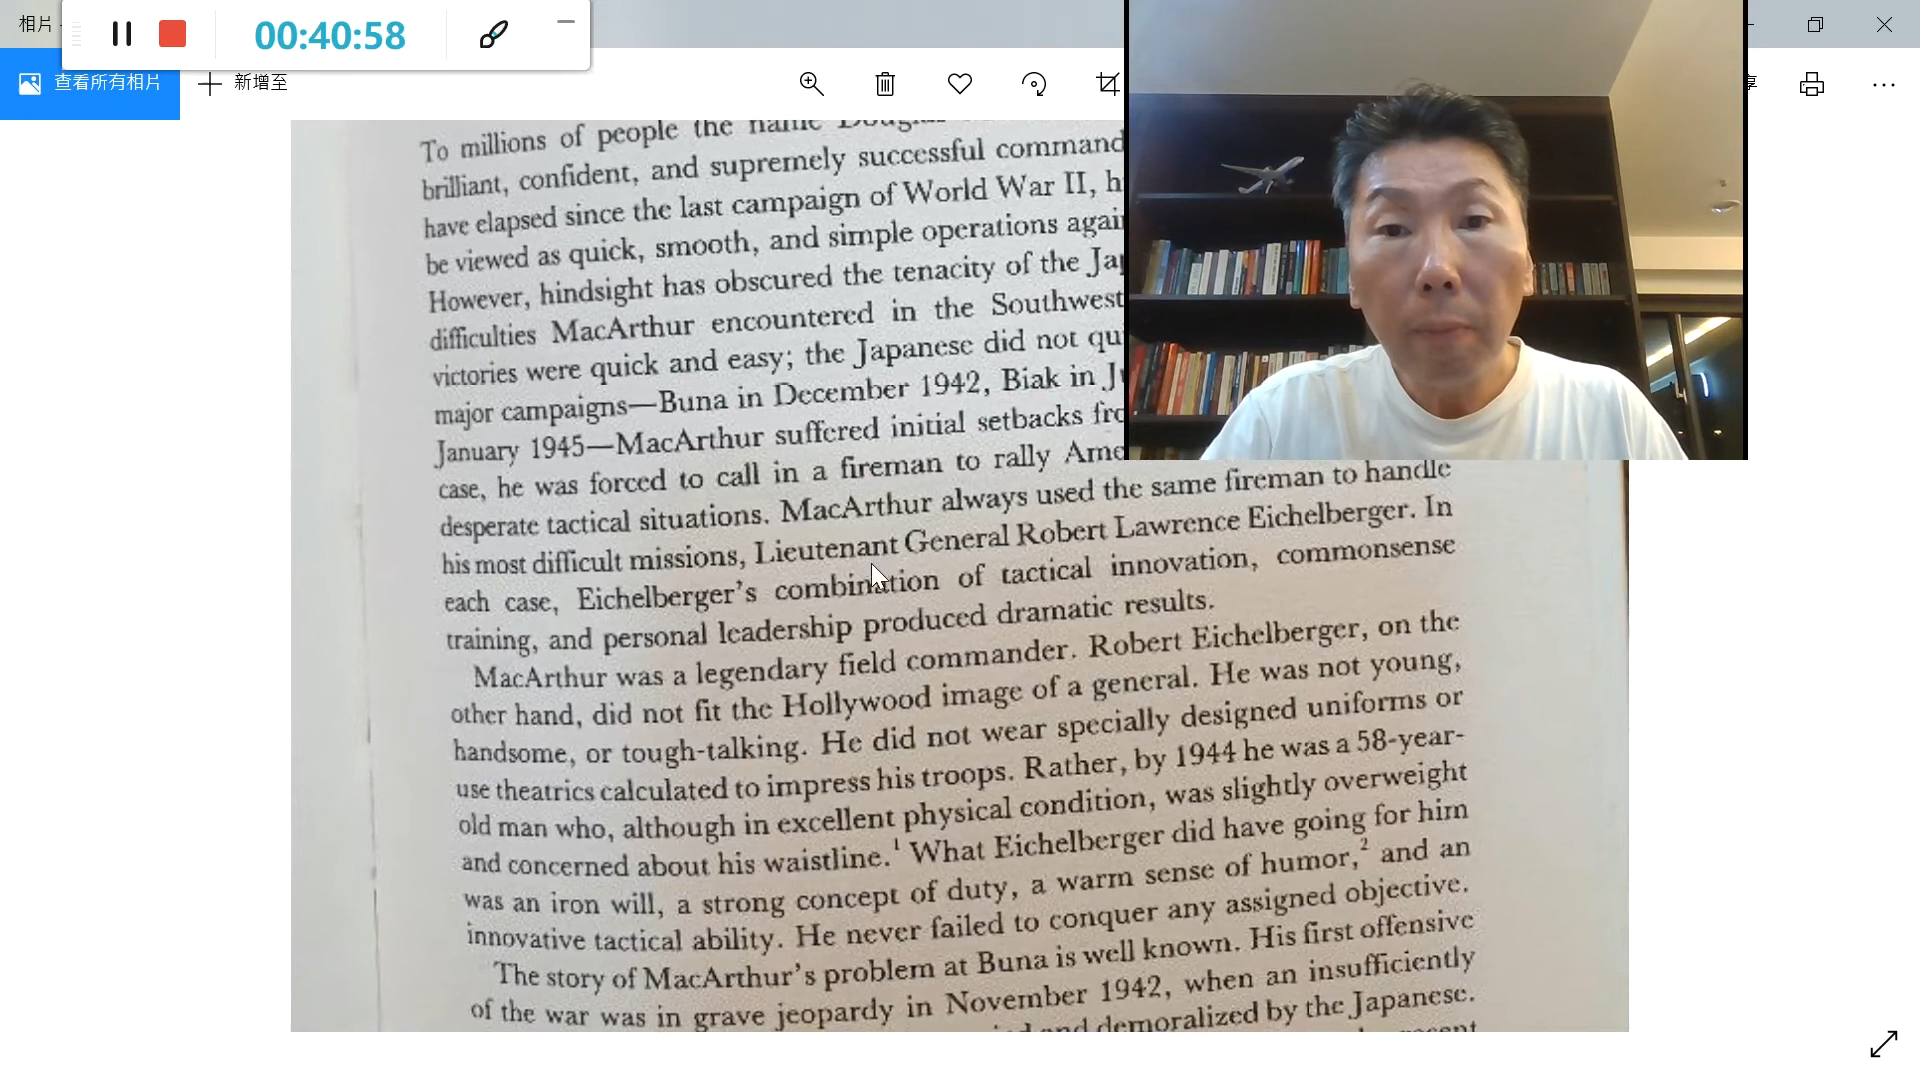 相片
00:40:58
查看所有相片
新增至
To millions of people the name
brilliant, confident, and supremely successful command
have elapsed since the last campaign of World War II, h
be viewed as quick, smooth, and simple operations agai
However, hindsight has obscured the tenacity of the Ja
difficulties MacArthur encountered in the Southwest
victories were quick and easy; the Japanese did not qu
major campaigns—Buna in December 1942, Biak in J
January 1945—MacArthur suffered initial setbacks fro
case, he was forced to call in a fireman to rally Ame
desperate tactical situations. MacArthur always used the same fireman to handle
his most difficult missions, Lieutenant General Robert Lawrence Eichelberger. In
each case, Eichelberger's combination of tactical innovation, commonsense
training, and personal leadership produced dramatic results.
MacArthur was a legendary field commander. Robert Eichelberger, on the
other hand, did not fit the Hollywood image of a general. He was not young,
handsome, or tough-talking. He did not wear specially designed uniforms or
use theatrics calculated to impress his troops. Rather, by 1944 he was a 58-year-
old man who, although in excellent physical condition, was slightly overweight
and concerned about his waistline.¹ What Eichelberger did have going for him
was an iron will, a strong concept of duty, a warm sense of humor,² and an
innovative tactical ability. He never failed to conquer any assigned objective.
The story of MacArthur's problem at Buna is well known. His first offensive
of the war was in grave jeopardy in November 1942, when an insufficiently
and demoralized by the Japanese.